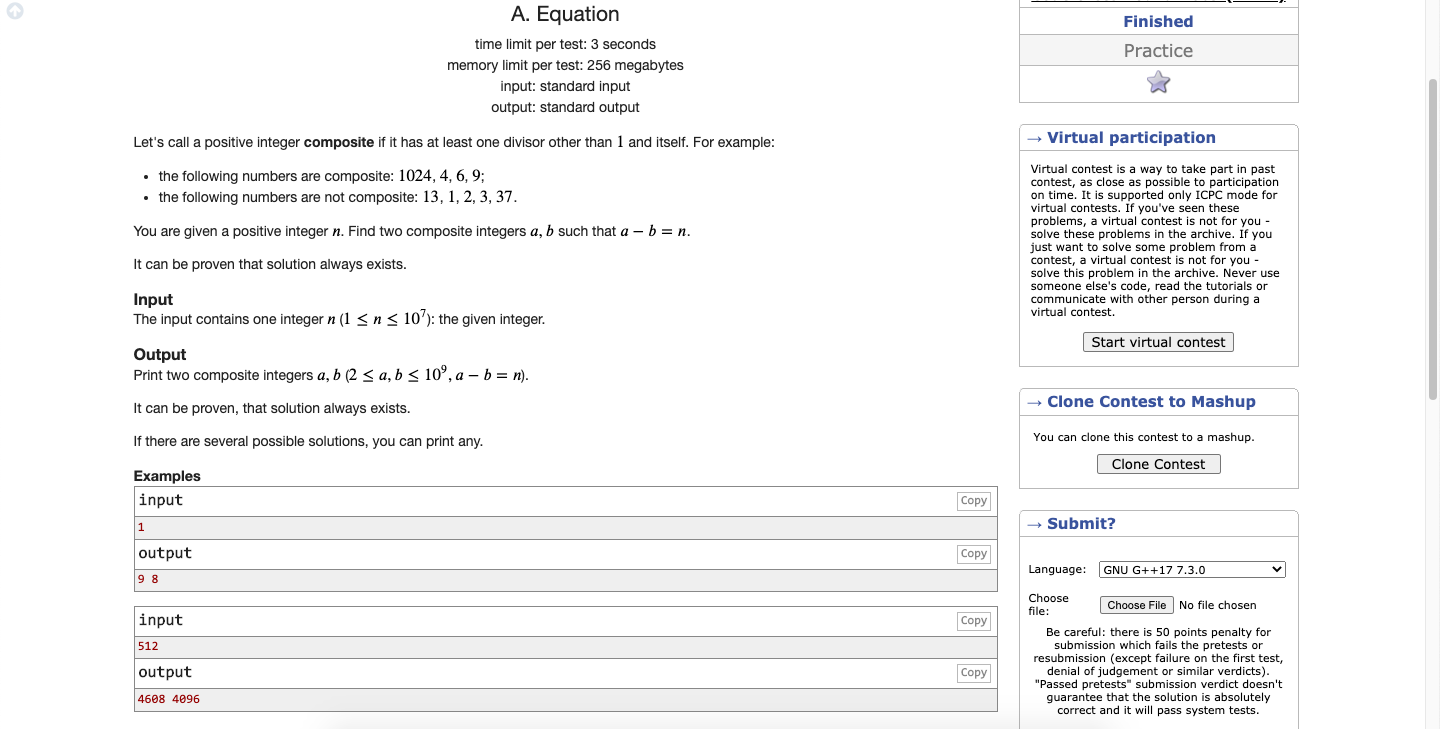 A. Equation
time limit per test: 3 seconds
memory limit per test: 256 megabytes
input: standard input
output: standard output
Let's call a positive integer composite if it has at least one divisor other than 1 and itself. For example:
• the following numbers are composite: 1024, 4, 6, 9;
• the following numbers are not composite: 13, 1, 2, 3, 37.
You are given a positive integer n. Find two composite integers a, b such that a − b = n.
It can be proven that solution always exists.
Input
The input contains one integer n (1 ≤ n ≤ 10⁷): the given integer.
Output
Print two composite integers a, b (2 ≤ a, b ≤ 10⁹, a − b = n).
It can be proven, that solution always exists.
If there are several possible solutions, you can print any.
Examples
input
Copy
1
output
Copy
9 8
input
Copy
512
output
Copy
4608 4096
Finished
Practice
→ Virtual participation
Virtual contest is a way to take part in past
contest, as close as possible to participation
on time. It is supported only ICPC mode for
virtual contests. If you've seen these
problems, a virtual contest is not for you -
solve these problems in the archive. If you
just want to solve some problem from a
contest, a virtual contest is not for you -
solve this problem in the archive. Never use
someone else's code, read the tutorials or
communicate with other person during a
virtual contest.
Start virtual contest
→ Clone Contest to Mashup
You can clone this contest to a mashup.
Clone Contest
→ Submit?
Language: GNU G++17 7.3.0
Choose
file:
Choose File No file chosen
Be careful: there is 50 points penalty for
submission which fails the pretests or
resubmission (except failure on the first test,
denial of judgement or similar verdicts).
"Passed pretests" submission verdict doesn't
guarantee that the solution is absolutely
correct and it will pass system tests.